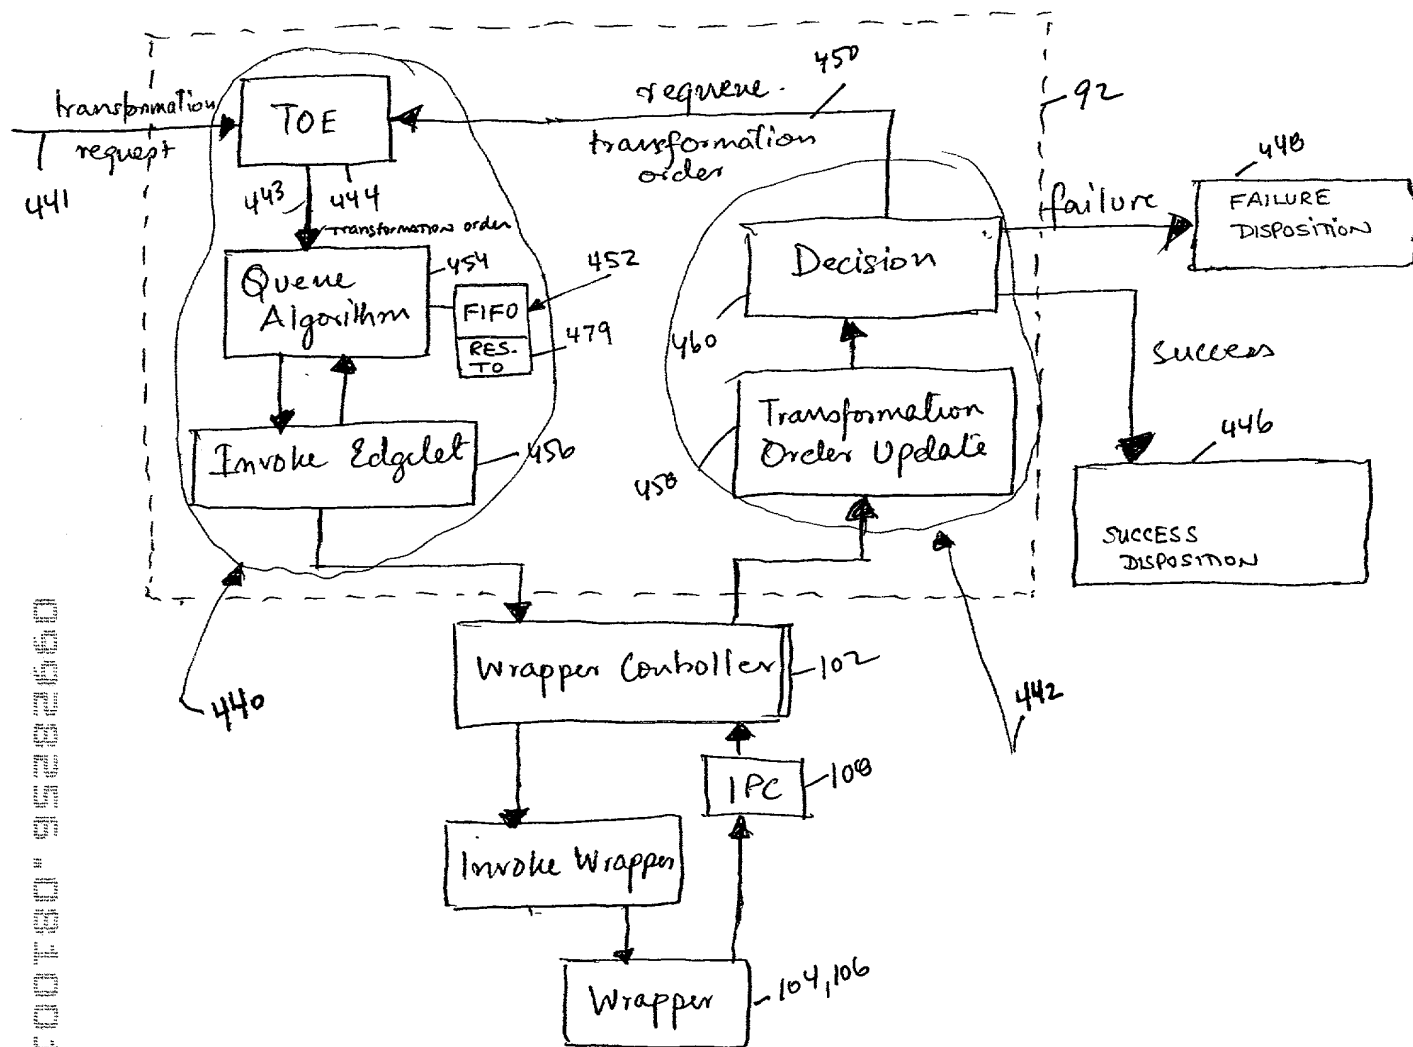 transformation
request
441
TOE
443
444
transformation order
requeue
transformation
order
450
92
Queue
Algorithm
454
FIFO
RES.
TO
452
479
Invoke Edgelet
456
Decision
460
Transformation
Order Update
458
failure
448
FAILURE
DISPOSITION
success
446
SUCCESS
DISPOSITION
440
442
Wrapper Controller
102
IPC
108
Invoke Wrapper
Wrapper
104,106